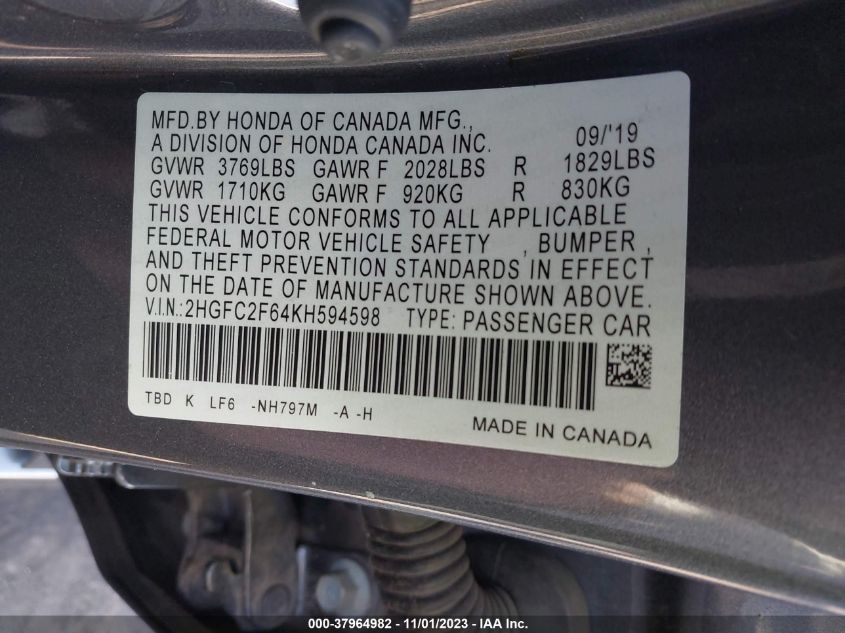 MFD.BY HONDA OF CANADA MFG.,
A DIVISION OF HONDA CANADA INC. 09/'19
GVWR 3769LBS GAWR F 2028LBS R 1829LBS
GVWR 1710KG GAWR F 920KG R 830KG
THIS VEHICLE CONFORMS TO ALL APPLICABLE
FEDERAL MOTOR VEHICLE SAFETY , BUMPER ,
AND THEFT PREVENTION STANDARDS IN EFFECT
ON THE DATE OF MANUFACTURE SHOWN ABOVE.
V.I.N.:2HGFC2F64KH594598 TYPE: PASSENGER CAR
TBD K LF6 -NH797M -A -H
MADE IN CANADA
000-37964982 - 11/01/2023 - IAA Inc.